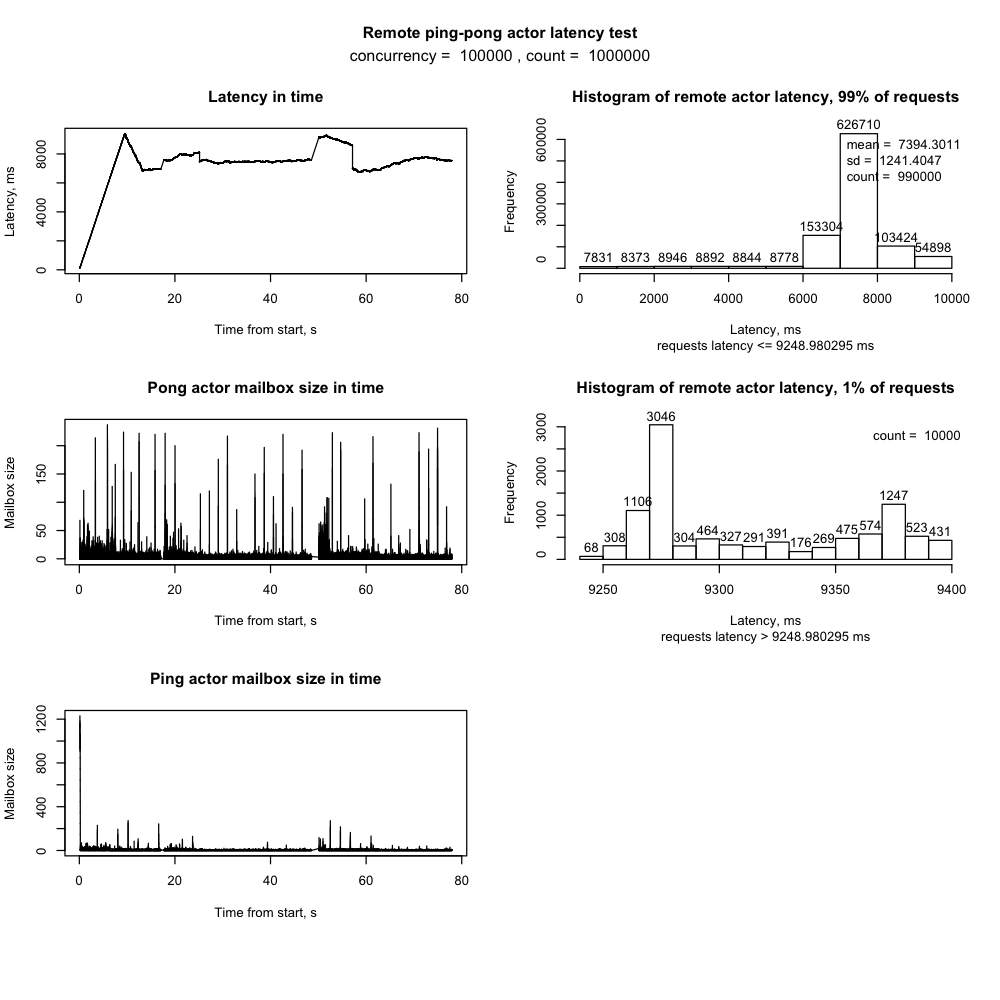 Remote ping-pong actor latency test
concurrency =  100000 , count =  1000000
Latency in time
Latency, ms
0
4000
8000
0
20
40
60
80
Time from start, s
Histogram of remote actor latency, 99% of requests
Frequency
0
300000
600000
7831
8373
8946
8892
8844
8778
153304
626710
103424
54898
mean =  7394.3011
sd =  1241.4047
count =  990000
0
2000
4000
6000
8000
10000
Latency, ms
requests latency <= 9248.980295 ms
Pong actor mailbox size in time
Mailbox size
0
50
150
0
20
40
60
80
Time from start, s
Histogram of remote actor latency, 1% of requests
Frequency
0
1000
2000
3000
68
308
1106
3046
304
464
327
291
391
176
269
475
574
1247
523
431
count =  10000
9250
9300
9350
9400
Latency, ms
requests latency > 9248.980295 ms
Ping actor mailbox size in time
Mailbox size
0
400
800
1200
0
20
40
60
80
Time from start, s